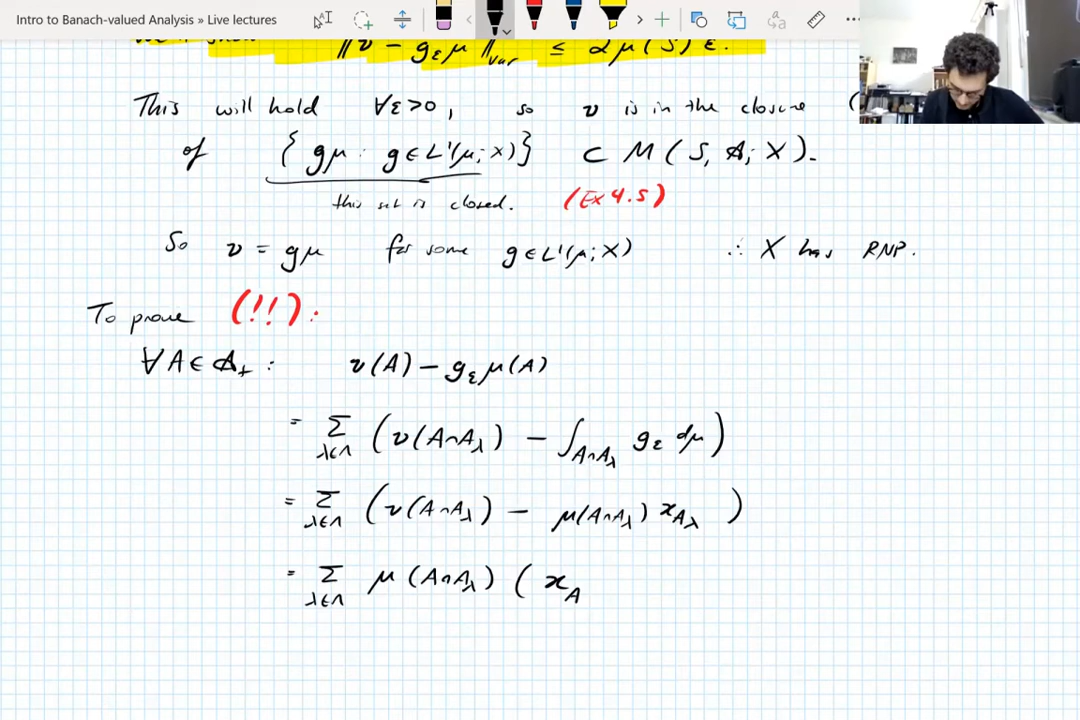 Intro to Banach-valued Analysis » Live lectures
‖v − g_ε μ‖_var ≤ 2μ(S) ε.
This will hold ∀ε>0, so v is in the closure (
of {gμ : g∈L¹(μ;X)} ⊂ M(S, 𝒜; X).
this set is closed. (Ex 4.5)
So v = gμ for some g∈L¹(μ;X) ∴ X has RNP.
To prove (!!):
∀A∈𝒜₊: v(A) − g_ε μ(A)
= Σ_{λ∈Λ} (v(A∩A_λ) − ∫_{A∩A_λ} g_ε dμ)
= Σ_{λ∈Λ} (v(A∩A_λ) − μ(A∩A_λ) x_{A_λ})
= Σ_{λ∈Λ} μ(A∩A_λ) (x_A